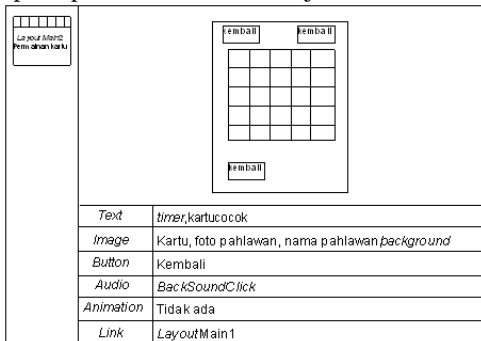 Layout Main2
Permainan kartu
kembali
kembali
kembali
Text
timer,kartucocok
Image
Kartu, foto pahlawan, nama pahlawan,background
Button
Kembali
Audio
BackSoundClick
Animation
Tidak ada
Link
LayoutMain1